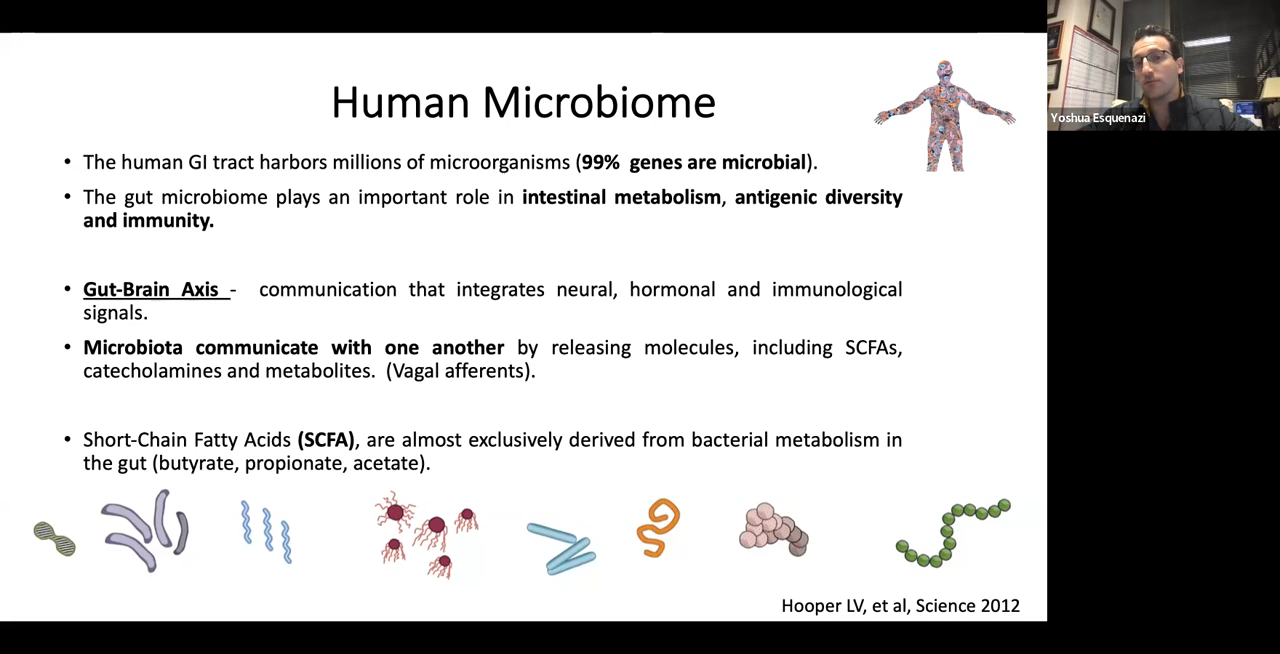 Human Microbiome
• The human GI tract harbors millions of microorganisms (99% genes are microbial).
• The gut microbiome plays an important role in intestinal metabolism, antigenic diversity
and immunity.
• Gut-Brain Axis - communication that integrates neural, hormonal and immunological
signals.
• Microbiota communicate with one another by releasing molecules, including SCFAs,
catecholamines and metabolites. (Vagal afferents).
• Short-Chain Fatty Acids (SCFA), are almost exclusively derived from bacterial metabolism in
the gut (butyrate, propionate, acetate).
Hooper LV, et al, Science 2012
Yoshua Esquenazi